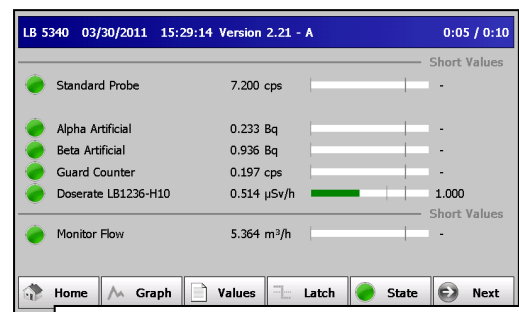 LB 5340 03/30/2011 15:29:14 Version 2.21 - A 0:05 / 0:10
Short Values
Standard Probe 7.200 cps -
Alpha Artificial 0.233 Bq -
Beta Artificial 0.936 Bq -
Guard Counter 0.197 cps -
Doserate LB1236-H10 0.514 µSv/h 1.000
Short Values
Monitor Flow 5.364 m³/h -
Home Graph Values Latch State Next